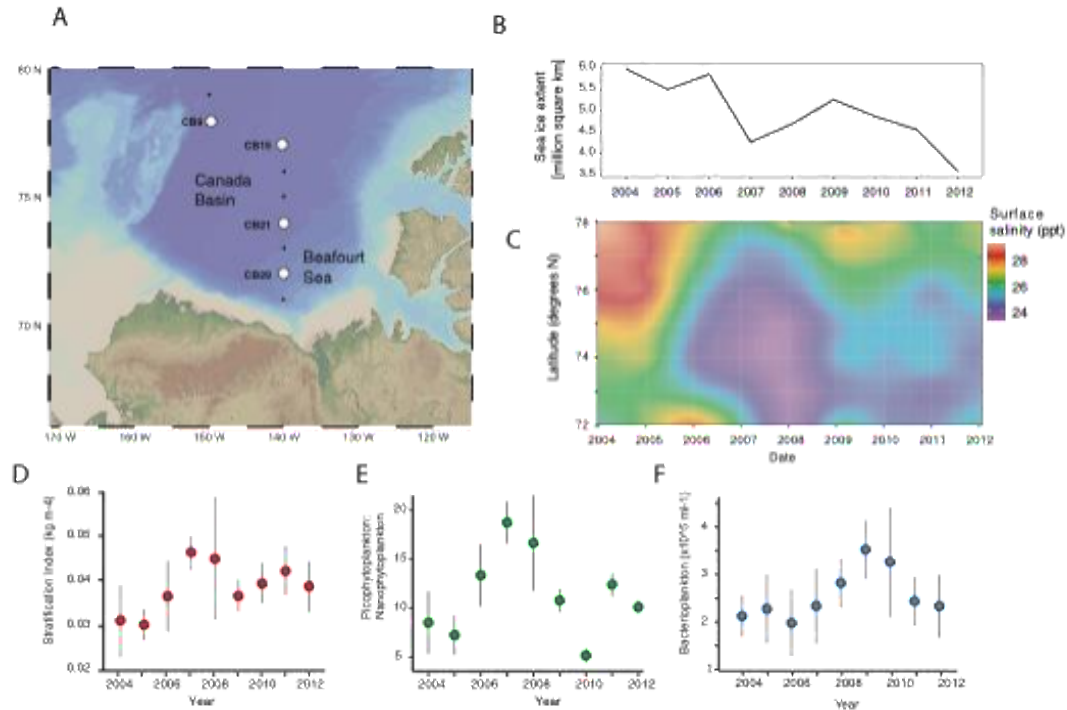 A
80 N
75 N
70 N
CB9
Canada
Basin
CB21
Beafourt
Sea
160 W
150 W
140 W
130 W
120 W
B
Sea ice extent
[million square km]
6.0
5.5
5.0
4.5
4.0
3.5
2004 2005 2006 2007 2008 2009 2010 2011 2012
C
Latitude (degrees N)
78
76
74
72
2004 2005 2006 2007 2008 2009 2010 2011 2012
Date
Surface
salinity (ppt)
28
26
24
D
Stratification Index (kg m-4)
0.06
0.05
0.04
0.03
0.02
2004 2006 2008 2010 2012
Year
E
Picophytoplankton:
Nanophytoplankton
20
15
10
5
2004 2006 2008 2010 2012
Year
F
Bacterioplankton (x10^5 ml-1)
4
3
2
1
2004 2006 2008 2010 2012
Year